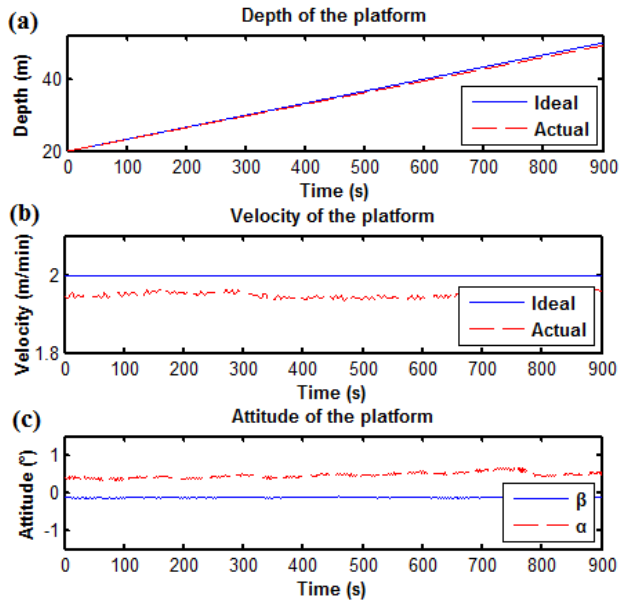 (a)
Depth of the platform
Depth (m)
40
20
0 100 200 300 400 500 600 700 800 900
Time (s)
Ideal
Actual
(b)
Velocity of the platform
Velocity (m/min)
2
1.8
0 100 200 300 400 500 600 700 800 900
Time (s)
Ideal
Actual
(c)
Attitude of the platform
Attitude (°)
1
0
-1
0 100 200 300 400 500 600 700 800 900
Time (s)
β
α